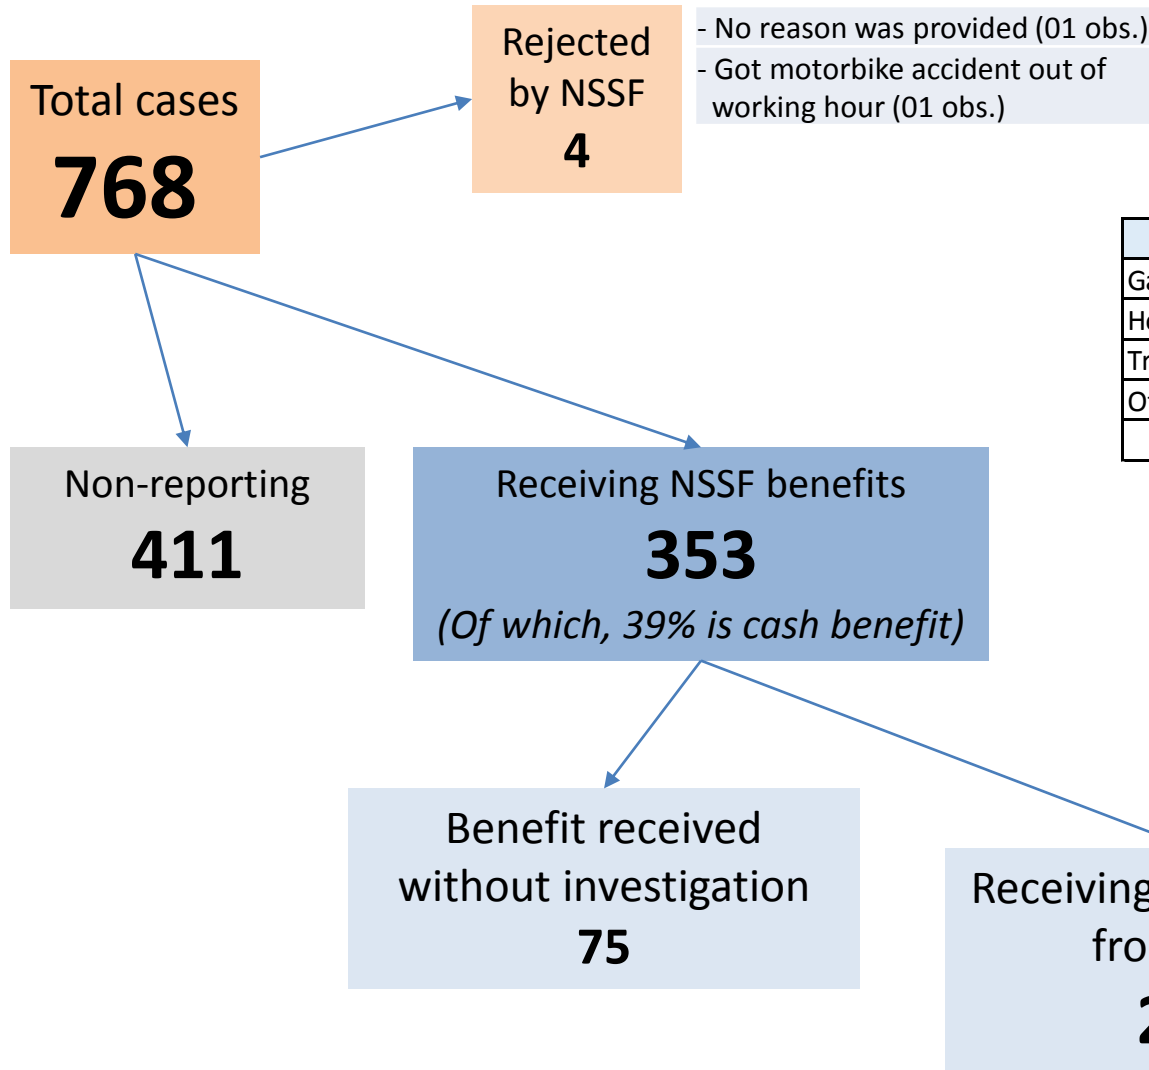 Total cases
768
Rejected
by NSSF
4
- No reason was provided (01 obs.)
- Got motorbike accident out of
working hour (01 obs.)
Non-reporting
411
Receiving NSSF benefits
353
(Of which, 39% is cash benefit)
Benefit received
without investigation
75
Receiving